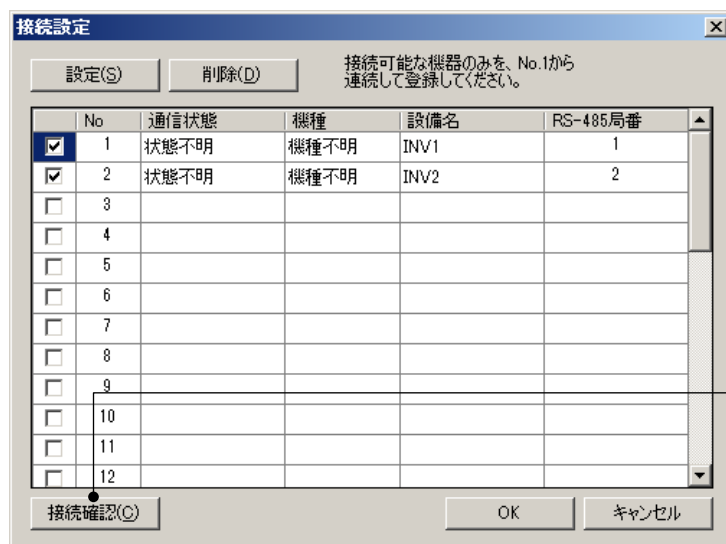 接続設定
設定(S) 削除(D) 接続可能な機器のみを、No.1から
連続して登録してください。
No 通信状態 機種 設備名 RS-485局番
1 状態不明 機種不明 INV1 1
2 状態不明 機種不明 INV2 2
3
4
5
6
7
8
9
10
11
12
接続確認(C) OK キャンセル